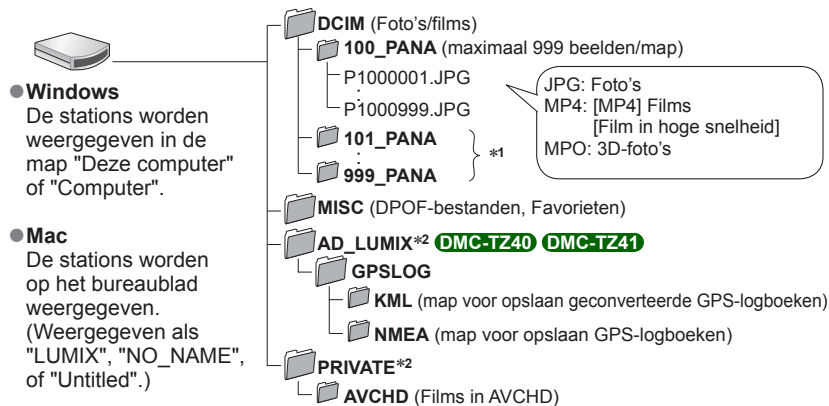 ●Windows
De stations worden
weergegeven in de
map "Deze computer"
of "Computer".
●Mac
De stations worden
op het bureaublad
weergegeven.
(Weergegeven als
"LUMIX", "NO_NAME",
of "Untitled".)
DCIM (Foto's/films)
100_PANA (maximaal 999 beelden/map)
P1000001.JPG
:
P1000999.JPG
101_PANA
:
999_PANA
*1
JPG: Foto's
MP4: [MP4] Films
[Film in hoge snelheid]
MPO: 3D-foto's
MISC (DPOF-bestanden, Favorieten)
AD_LUMIX*2 DMC-TZ40 DMC-TZ41
GPSLOG
KML (map voor opslaan geconverteerde GPS-logboeken)
NMEA (map voor opslaan GPS-logboeken)
PRIVATE*2
AVCHD (Films in AVCHD)